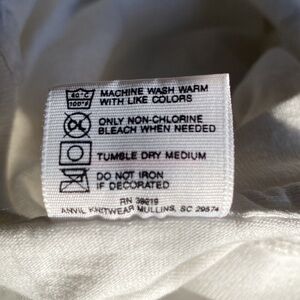 40°C
100°F
MACHINE WASH WARM
WITH LIKE COLORS
ONLY NON-CHLORINE
BLEACH WHEN NEEDED
TUMBLE DRY MEDIUM
DO NOT IRON
IF DECORATED
RN 39919
ANVIL KNITWEAR MULLINS, SC 29574